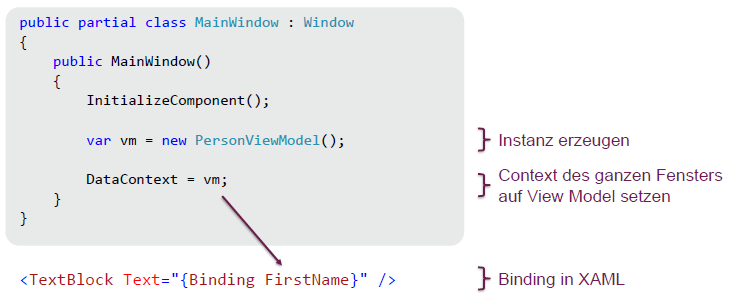 public partial class MainWindow : Window
{
public MainWindow()
{
InitializeComponent();
var vm = new PersonViewModel();
Instanz erzeugen
DataContext = vm;
Context des ganzen Fensters
auf View Model setzen
}
}
<TextBlock Text="{Binding FirstName}" />
Binding in XAML